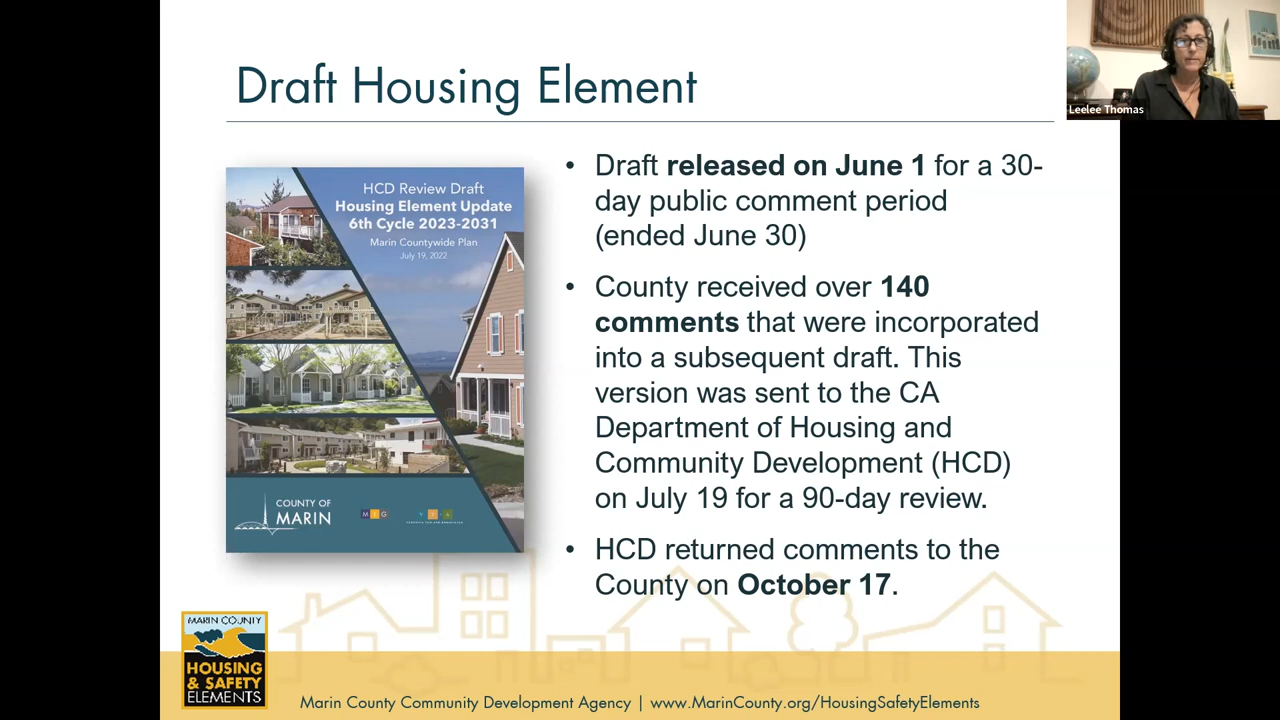 Draft Housing Element
Leelee Thomas
HCD Review Draft
Housing Element Update
6th Cycle 2023-2031
Marin Countywide Plan
July 19, 2022
COUNTY OF
MARIN
• Draft released on June 1 for a 30-
day public comment period
(ended June 30)
• County received over 140
comments that were incorporated
into a subsequent draft. This
version was sent to the CA
Department of Housing and
Community Development (HCD)
on July 19 for a 90-day review.
• HCD returned comments to the
County on October 17.
MARIN COUNTY
HOUSING
& SAFETY
ELEMENTS
Marin County Community Development Agency | www.MarinCounty.org/HousingSafetyElements